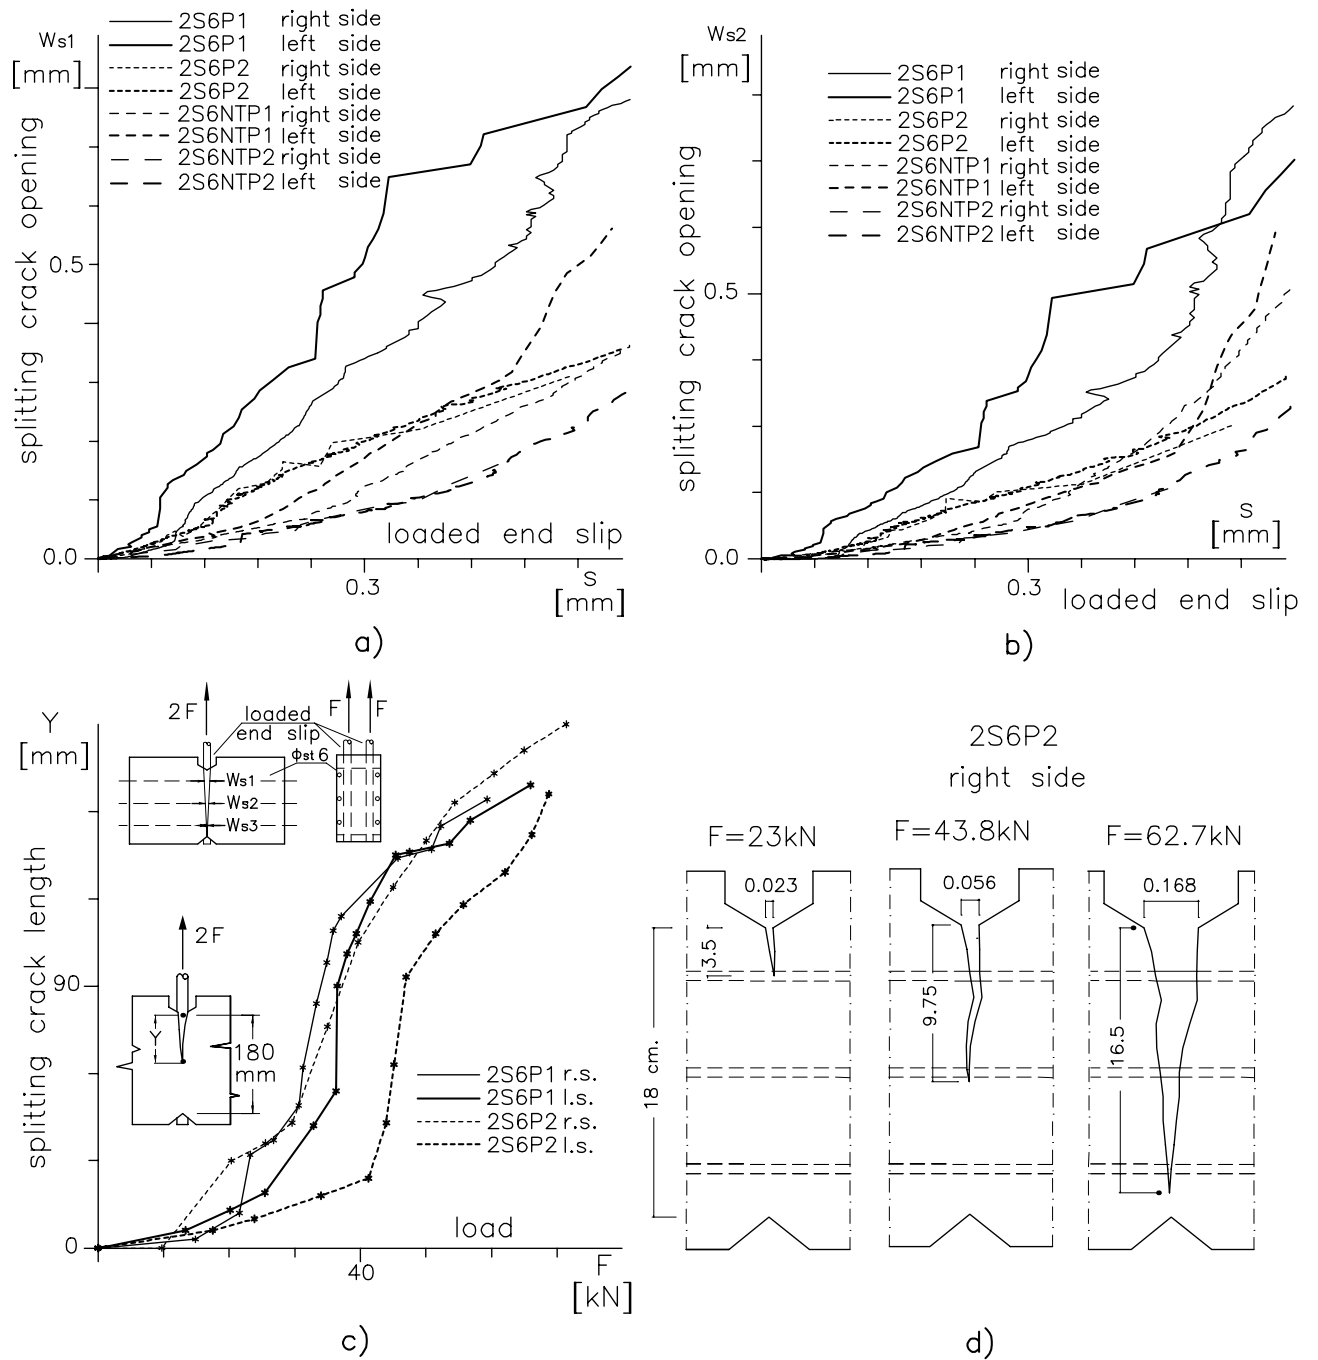 Ws1
[mm]
splitting crack opening
2S6P1 right side
2S6P1 left side
2S6P2 right side
2S6P2 left side
2S6NTP1 right side
2S6NTP1 left side
2S6NTP2 right side
2S6NTP2 left side
0.5
0.0
0.3
loaded end slip
s
[mm]
a)
Ws2
[mm]
splitting crack opening
2S6P1 right side
2S6P1 left side
2S6P2 right side
2S6P2 left side
2S6NTP1 right side
2S6NTP1 left side
2S6NTP2 right side
2S6NTP2 left side
0.5
0.0
0.3
s
[mm]
loaded end slip
b)
Y
[mm]
splitting crack length
2F
loaded
end slip
F F
Φst 6
Ws1
Ws2
Ws3
90
2F
Y
180
mm
2S6P1 r.s.
2S6P1 l.s.
2S6P2 r.s.
2S6P2 l.s.
0
load
40
F
[kN]
c)
2S6P2
right side
F=23kN
F=43.8kN
F=62.7kN
0.023
0.056
0.168
3.5
9.75
16.5
18 cm.
d)